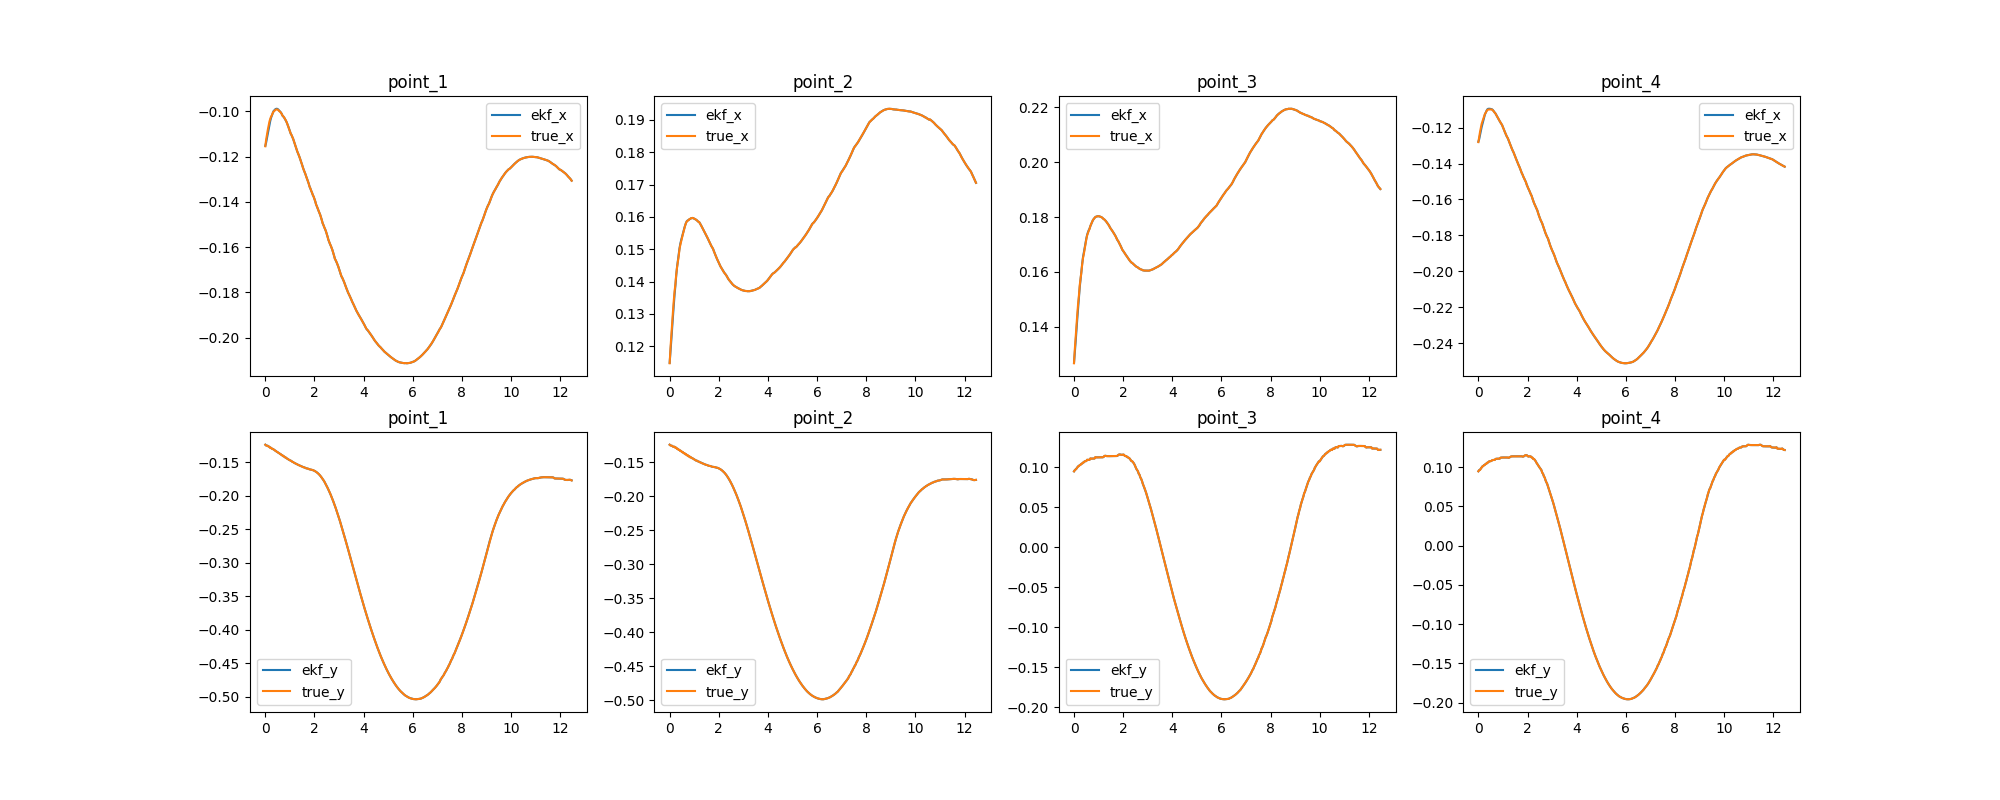 point_1
−0.10
−0.12
−0.14
−0.16
−0.18
−0.20
0 2 4 6 8 10 12
ekf_x
true_x
point_2
0.19
0.18
0.17
0.16
0.15
0.14
0.13
0.12
0 2 4 6 8 10 12
ekf_x
true_x
point_3
0.22
0.20
0.18
0.16
0.14
0 2 4 6 8 10 12
ekf_x
true_x
point_4
−0.12
−0.14
−0.16
−0.18
−0.20
−0.22
−0.24
0 2 4 6 8 10 12
ekf_x
true_x
point_1
−0.15
−0.20
−0.25
−0.30
−0.35
−0.40
−0.45
−0.50
0 2 4 6 8 10 12
ekf_y
true_y
point_2
−0.15
−0.20
−0.25
−0.30
−0.35
−0.40
−0.45
−0.50
0 2 4 6 8 10 12
ekf_y
true_y
point_3
0.10
0.05
0.00
−0.05
−0.10
−0.15
−0.20
0 2 4 6 8 10 12
ekf_y
true_y
point_4
0.10
0.05
0.00
−0.05
−0.10
−0.15
−0.20
0 2 4 6 8 10 12
ekf_y
true_y